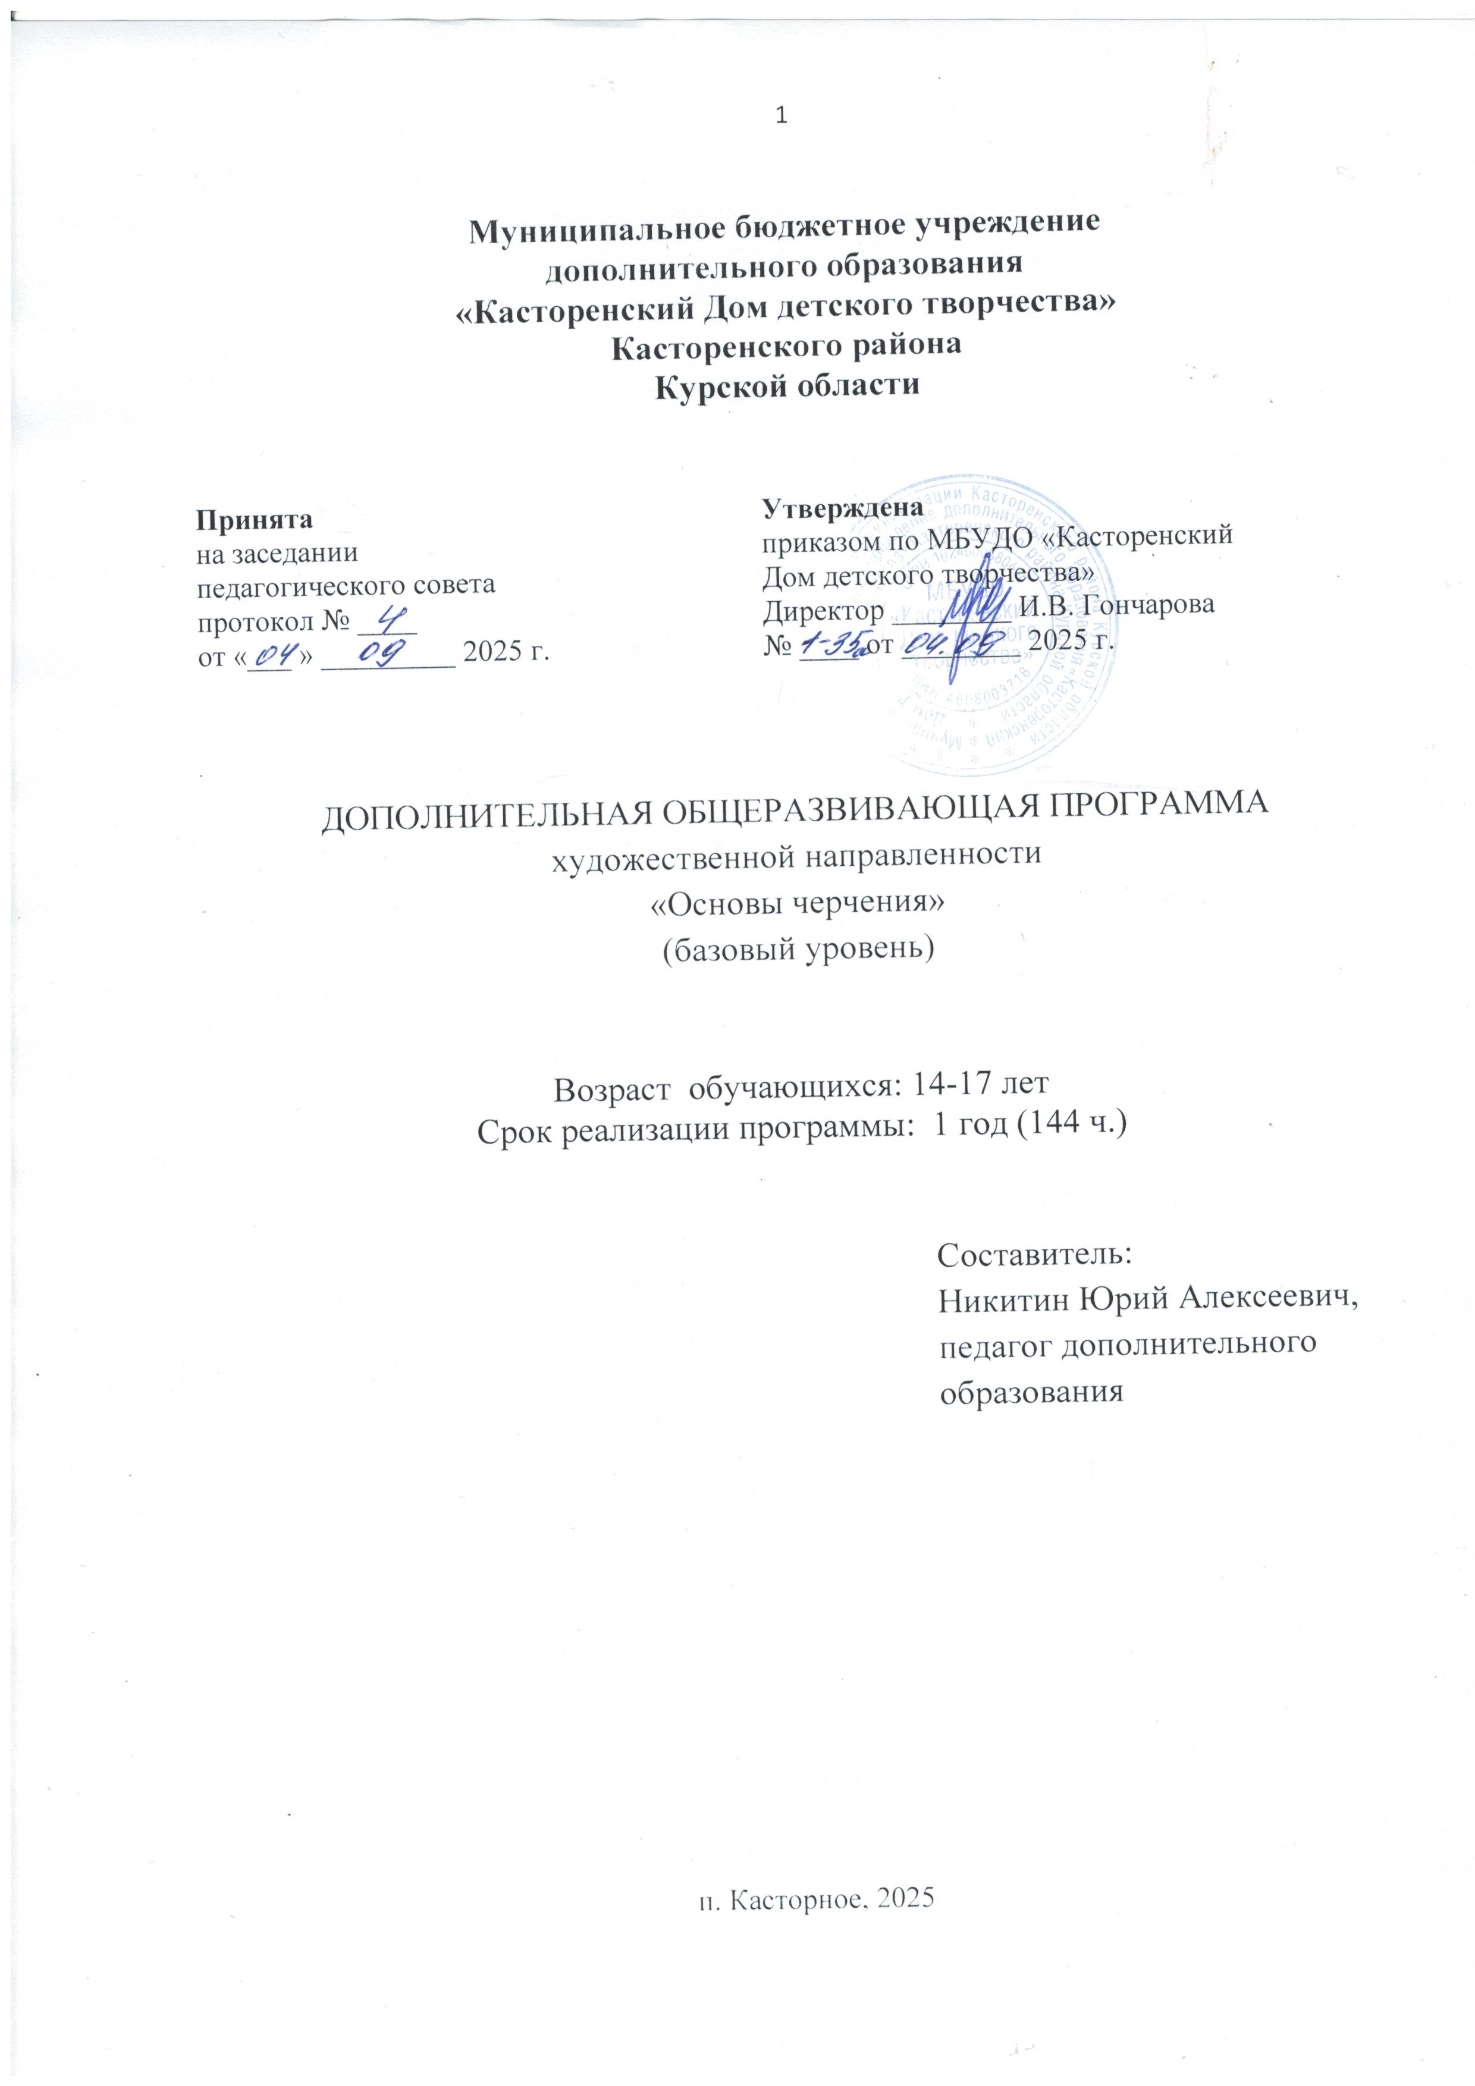 1
Муниципальное бюджетное учреждение
дополнительного образования
«Касторенский Дом детского творчества»
Касторенского района
Курской области
Принята
на заседании
педагогического совета
протокол № 4
от «04» 09 2025 г.
Утверждена
приказом по МБУДО «Касторенский
Дом детского творчества»
Директор И.В. Гончарова
№ 1-35 от 04.09 2025 г.
ДОПОЛНИТЕЛЬНАЯ ОБЩЕРАЗВИВАЮЩАЯ ПРОГРАММА
художественной направленности
«Основы черчения»
(базовый уровень)
Возраст обучающихся: 14-17 лет
Срок реализации программы: 1 год (144 ч.)
Составитель:
Никитин Юрий Алексеевич,
педагог дополнительного
образования
п. Касторное, 2025